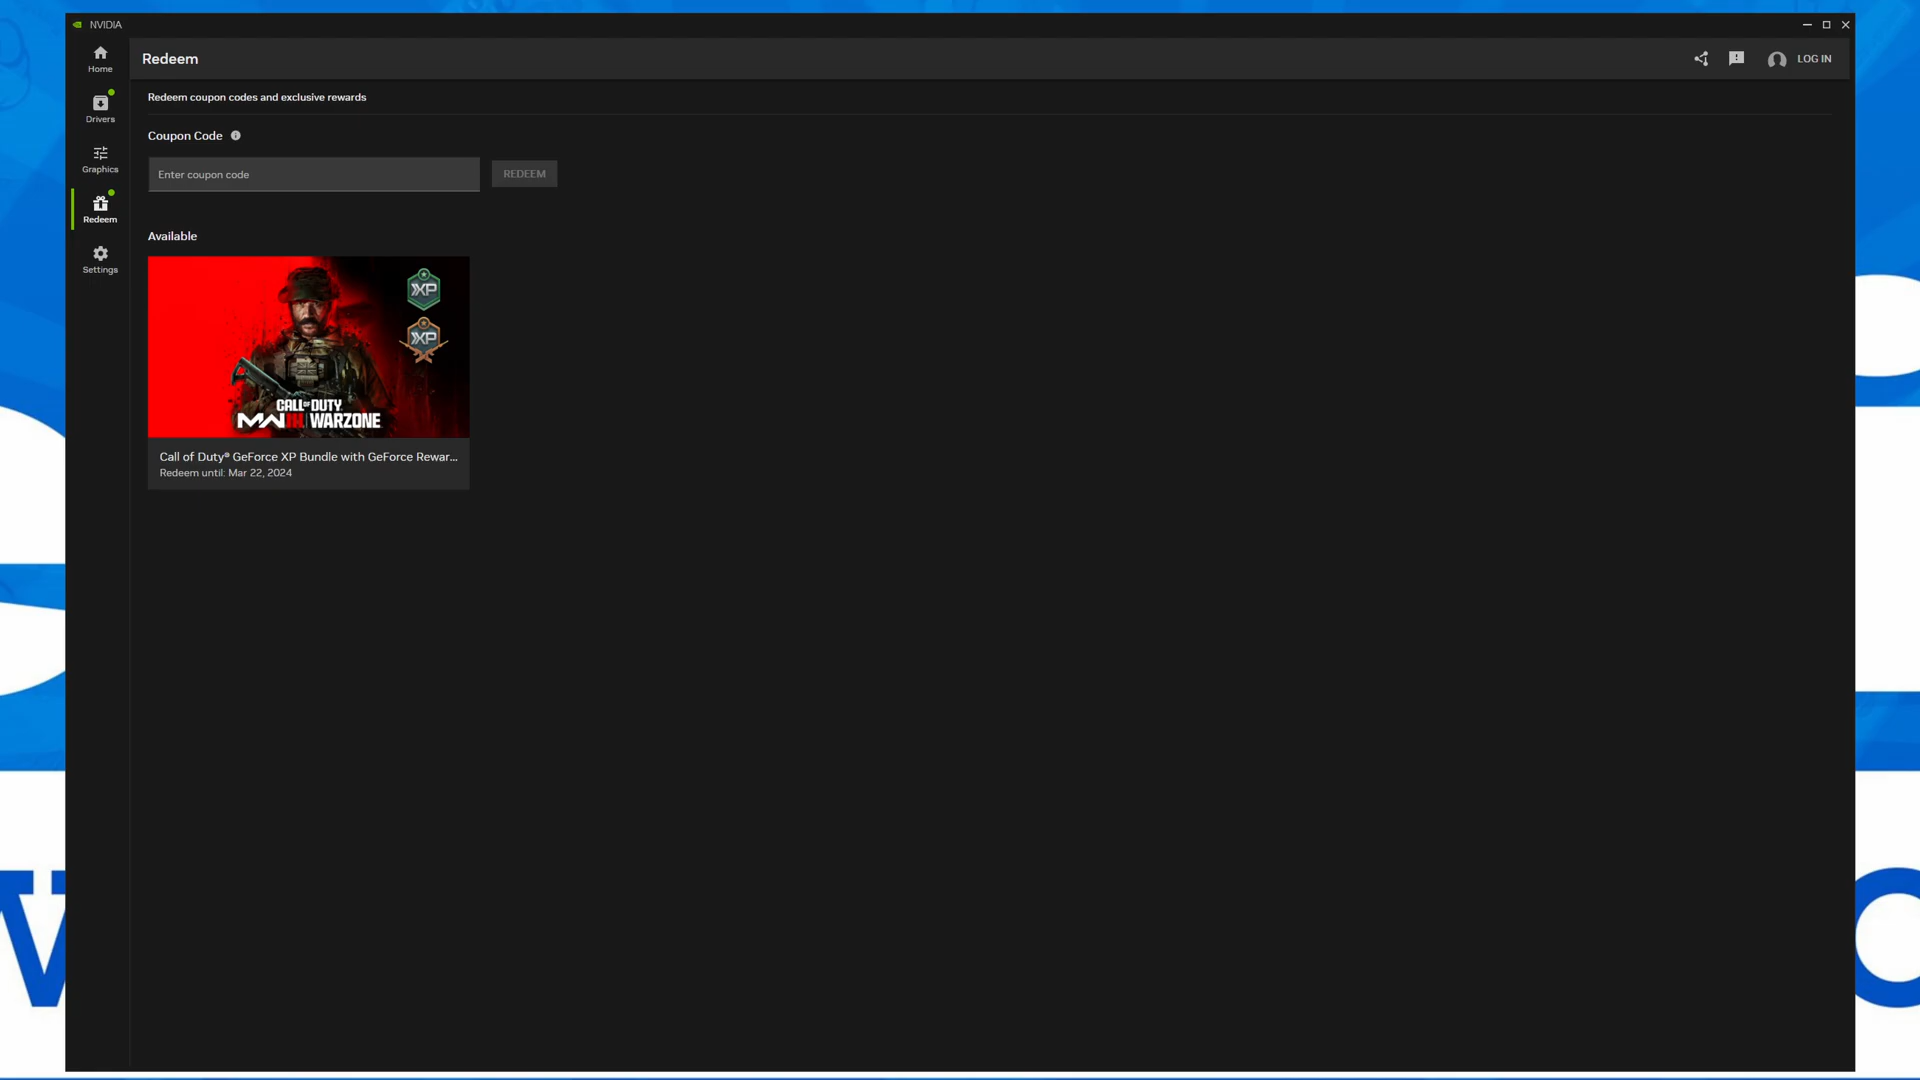 NVIDIA
Home
Drivers
Graphics
Redeem
Settings
Redeem
LOG IN
Redeem coupon codes and exclusive rewards
Coupon Code
Enter coupon code
REDEEM
Available
XP
XP
CALL OF DUTY
MWIII WARZONE
Call of Duty® GeForce XP Bundle with GeForce Rewar...
Redeem until: Mar 22, 2024